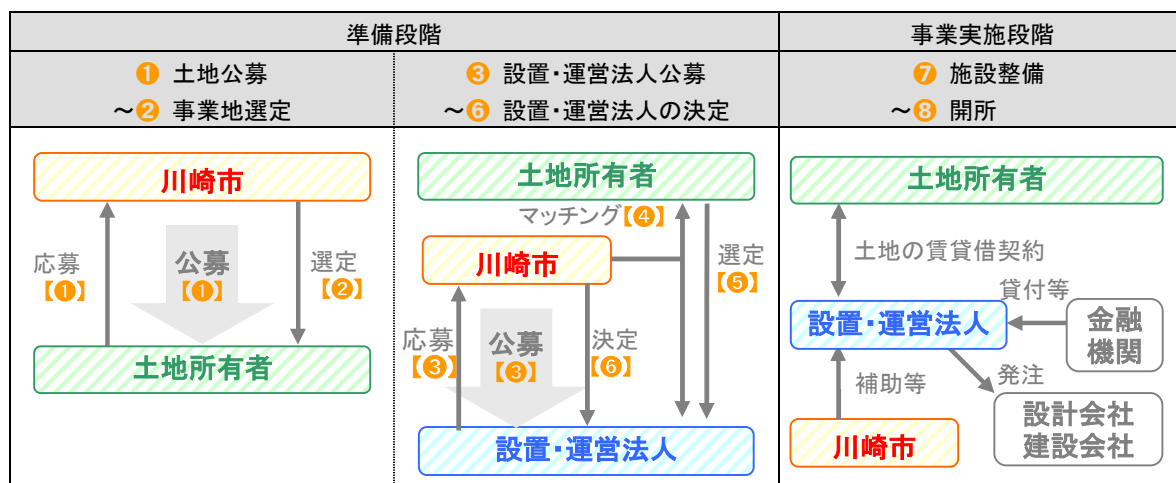 準備段階
事業実施段階
❶ 土地公募
～❷ 事業地選定
❸ 設置・運営法人公募
～❻ 設置・運営法人の決定
❼ 施設整備
～❽ 開所
川崎市
応募
【❶】
公募
【❶】
選定
【❷】
土地所有者
土地所有者
マッチング【❹】
川崎市
選定
【❺】
応募
【❸】
公募
【❸】
決定
【❻】
設置・運営法人
土地所有者
土地の賃貸借契約
貸付等
設置・運営法人
金融
機関
補助等
発注
川崎市
設計会社
建設会社